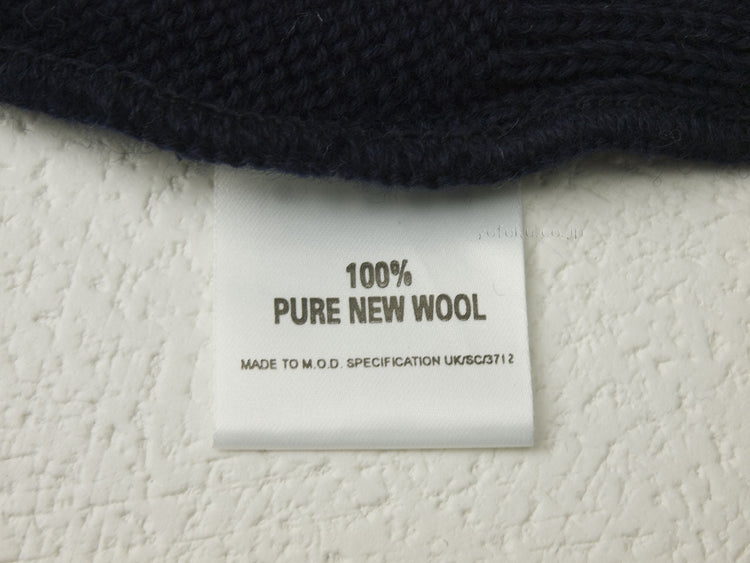 100%
PURE NEW WOOL
MADE TO M.O.D. SPECIFICATION UK/SC/3712